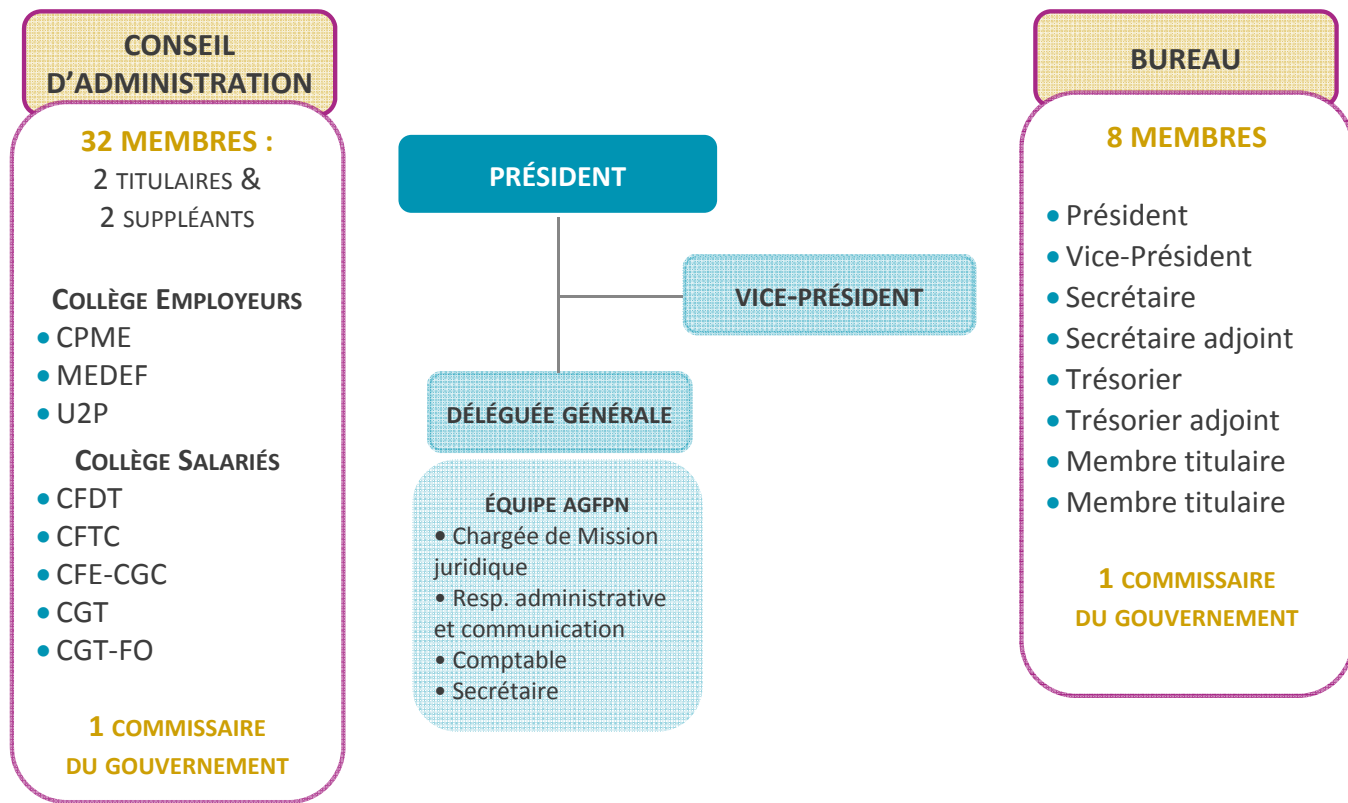 CONSEIL
D'ADMINISTRATION
32 MEMBRES :
2 TITULAIRES &
2 SUPPLÉANTS
COLLÈGE EMPLOYEURS
• CPME
• MEDEF
• U2P
COLLÈGE SALARIÉS
• CFDT
• CFTC
• CFE-CGC
• CGT
• CGT-FO
1 COMMISSAIRE
DU GOUVERNEMENT
PRÉSIDENT
VICE-PRÉSIDENT
DÉLÉGUÉE GÉNÉRALE
ÉQUIPE AGFPN
• Chargée de Mission
juridique
• Resp. administrative
et communication
• Comptable
• Secrétaire
BUREAU
8 MEMBRES
• Président
• Vice-Président
• Secrétaire
• Secrétaire adjoint
• Trésorier
• Trésorier adjoint
• Membre titulaire
• Membre titulaire
1 COMMISSAIRE
DU GOUVERNEMENT